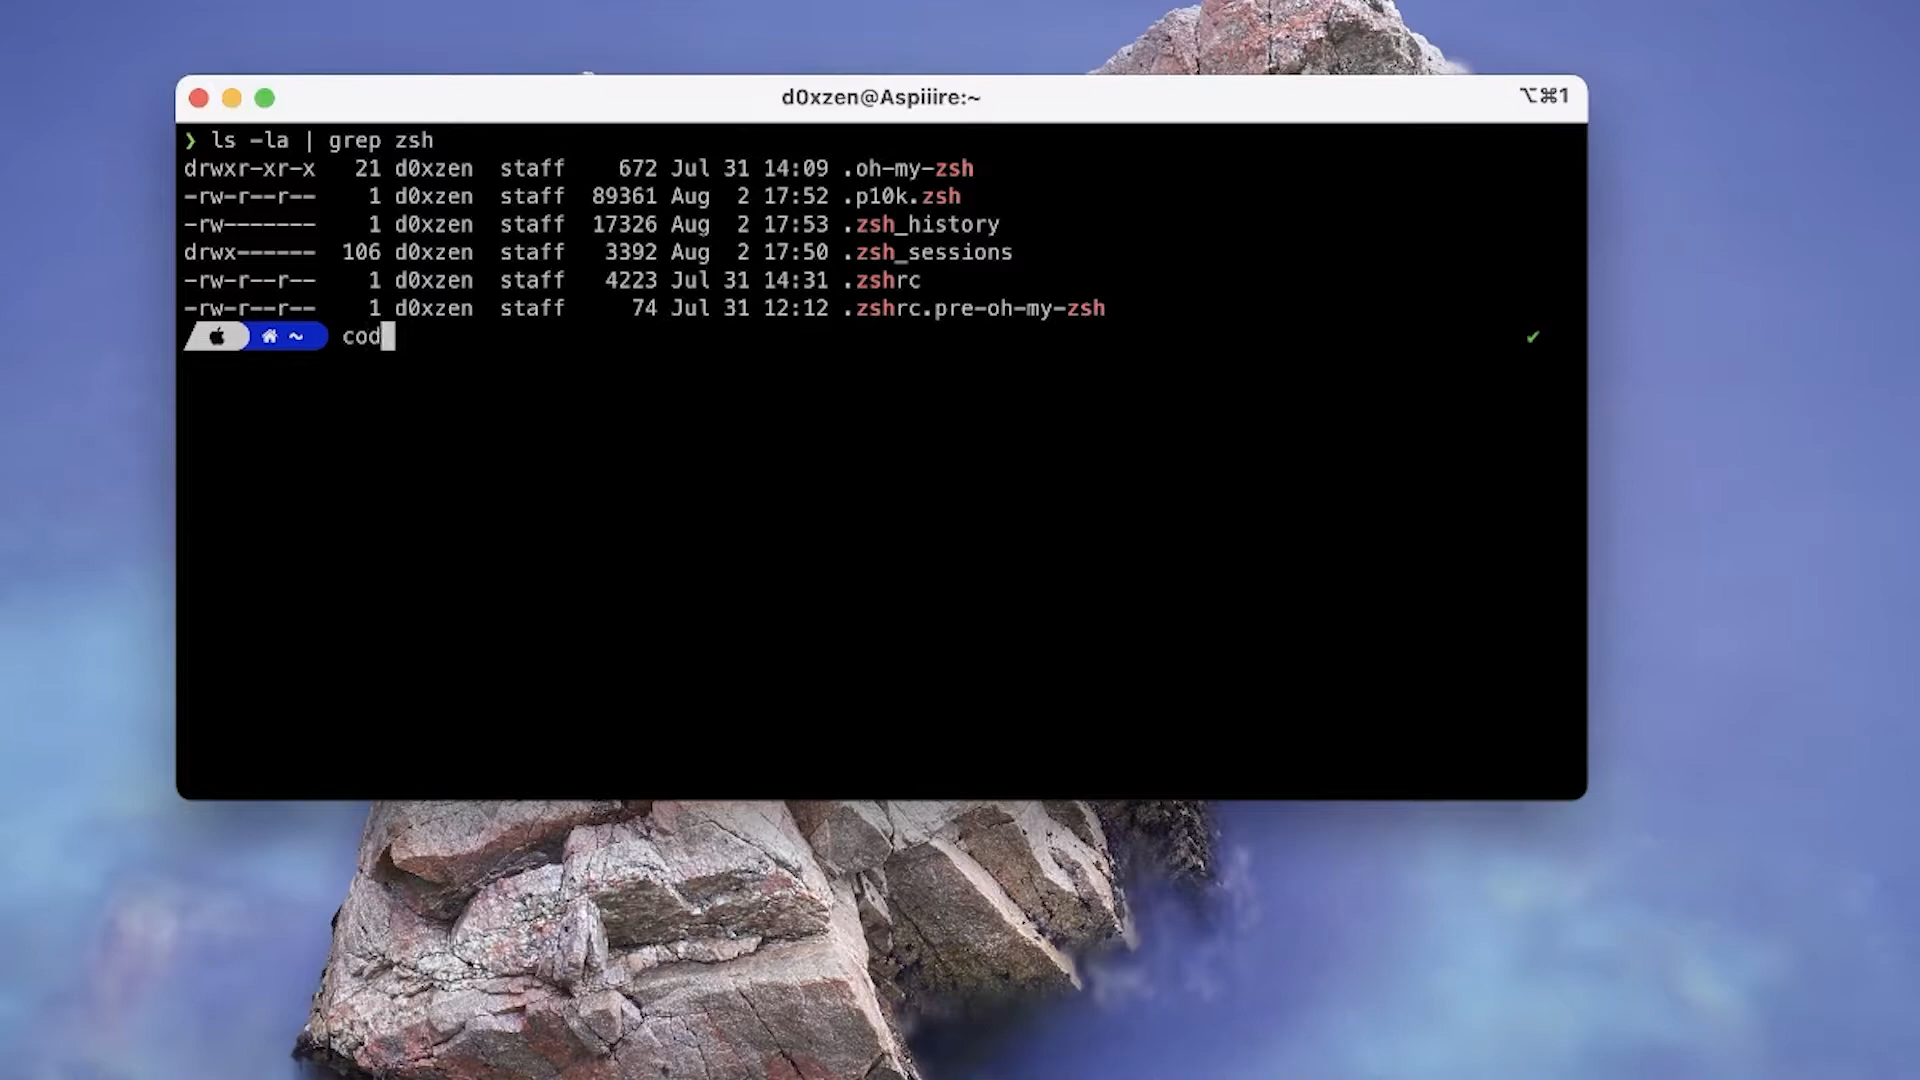 d0xzen@Aspiiire:~
⌥⌘1
❯ ls -la | grep zsh
drwxr-xr-x   21 d0xzen  staff    672 Jul 31 14:09 .oh-my-zsh
-rw-r--r--    1 d0xzen  staff  89361 Aug  2 17:52 .p10k.zsh
-rw-------    1 d0xzen  staff  17326 Aug  2 17:53 .zsh_history
drwx------  106 d0xzen  staff   3392 Aug  2 17:50 .zsh_sessions
-rw-r--r--    1 d0xzen  staff   4223 Jul 31 14:31 .zshrc
-rw-r--r--    1 d0xzen  staff     74 Jul 31 12:12 .zshrc.pre-oh-my-zsh
~ cod ✔